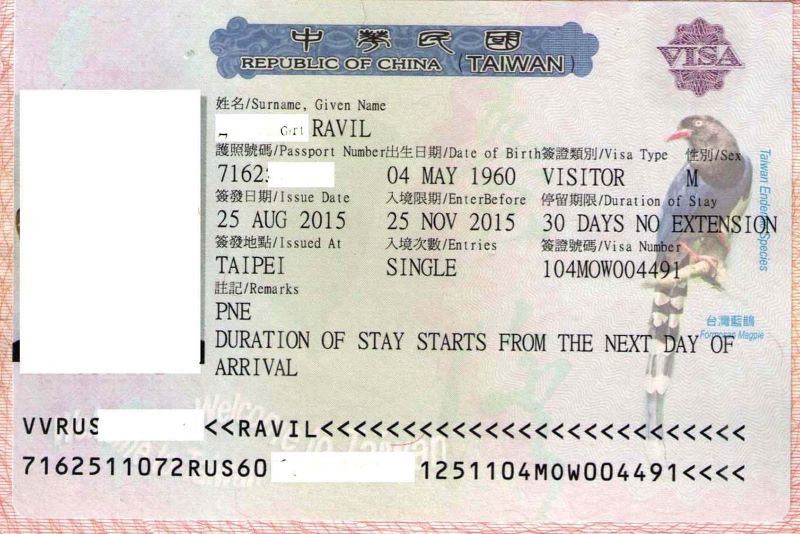 中華民國
REPUBLIC OF CHINA (TAIWAN)
VISA
姓名/Surname, Given Name
RAVIL
護照號碼/Passport Number 出生日期/Date of Birth 簽證類別/Visa Type 性別/Sex
7162 04 MAY 1960 VISITOR M
簽發日期/Issue Date 入境限期/EnterBefore 停留期限/Duration of Stay
25 AUG 2015 25 NOV 2015 30 DAYS NO EXTENSION
簽發地點/Issued At 入境次數/Entries 簽證號碼/Visa Number
TAIPEI SINGLE 104MOW004491
註記/Remarks
PNE
DURATION OF STAY STARTS FROM THE NEXT DAY OF
ARRIVAL
Taiwan Endemic Species
台灣藍鵲
Formosan Magpie
Welcome to Taiwan
VVRUS <<RAVIL<<<<<<<<<<<<<<<<<<<<<<<<<<
7162511072RUS60 1251104MOW004491<<<<